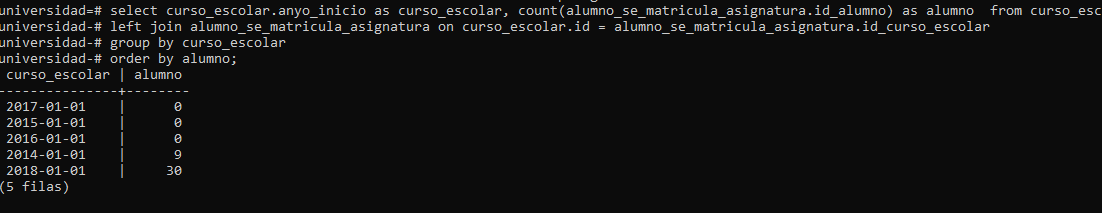 universidad=# select curso_escolar.anyo_inicio as curso_escolar, count(alumno_se_matricula_asignatura.id_alumno) as alumno  from curso_esc
universidad-# left join alumno_se_matricula_asignatura on curso_escolar.id = alumno_se_matricula_asignatura.id_curso_escolar
universidad-# group by curso_escolar
universidad-# order by alumno;
 curso_escolar | alumno
---------------+--------
 2017-01-01    |      0
 2015-01-01    |      0
 2016-01-01    |      0
 2014-01-01    |      9
 2018-01-01    |     30
(5 filas)